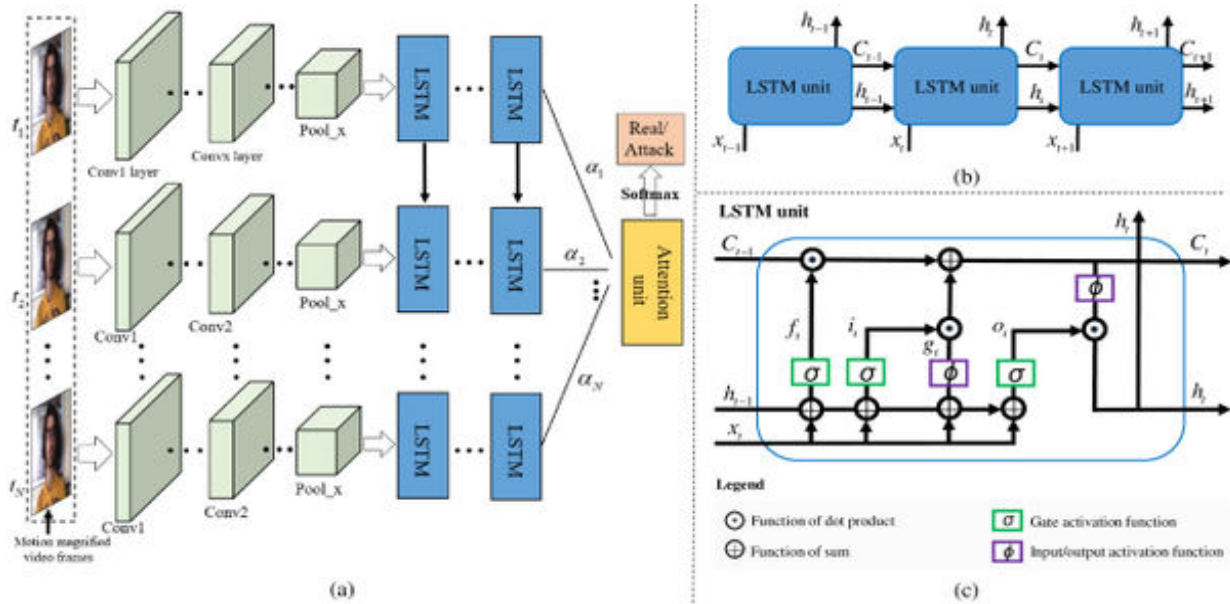 t₁
Conv1 layer
Convx layer
Pool_x
LSTM
LSTM
α₁
Real/
Attack
Softmax
t₂
Conv1
Conv2
Pool_x
LSTM
LSTM
α₂
Attention
unit
t_N
Conv1
Conv2
Pool_x
LSTM
LSTM
α_N
Motion magnified
video frames
(a)
h_{t-1}
h_t
h_{t+1}
C_{t-1}
C_t
C_{t+1}
LSTM unit
LSTM unit
LSTM unit
h_{t-1}
h_t
h_{t+1}
x_{t-1}
x_t
x_{t+1}
(b)
LSTM unit
h_t
C_{t-1}
C_t
ϕ
f_t
i_t
g_t
o_t
σ
σ
ϕ
σ
h_{t-1}
h_t
x_t
Legend
Function of dot product
σ Gate activation function
Function of sum
ϕ Input/output activation function
(c)